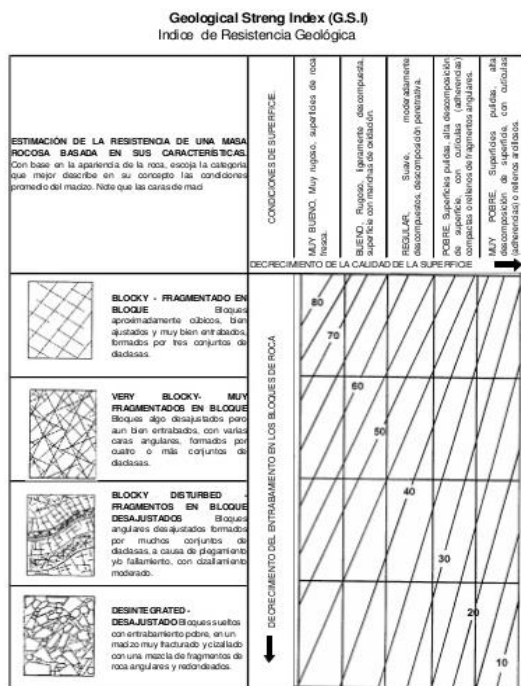 Geological Streng Index (G.S.I)
Indice de Resistencia Geológica
ESTIMACIÓN DE LA RESISTENCIA DE UNA MASA
ROCOSA BASADA EN SUS CARACTERÍSTICAS.
Con base en la apariencia de la roca, escoja la categoria
que mejor describe en su concepto las condiciones
promedio del macizo. Note que las caras de maci
CONDICIONES DE SUPERFICIE.
MUY BUENO. Muy rugoso, superficies de roca
fresca.
BUENO. Rugoso, ligeramente descompuesta,
superficie con manchas de oxidación.
REGULAR, Suave, moderadamente
descompuestos, descomposición penetrativa.
POBRE, Superficies pulidas, alta descomposición
de superficie, con cutículas (adherencias)
compactas o rellenos de fragmentos angulares.
MUY POBRE, Superficies pulidas, alta
descomposición de superficie, con cutículas
(adherencias) o rellenos arcillosos.
DECRECIMIENTO DE LA CALIDAD DE LA SUPERFICIE
DECRECIMIENTO DEL ENTRABAMIENTO EN LOS BLOQUES DE ROCA
BLOCKY - FRAGMENTADO EN
BLOQUE Bloques
aproximadamente cúbicos, bien
ajustados y muy bien entrabados,
formados por tres conjuntos de
diaclasas.
VERY BLOCKY- MUY
FRAGMENTADOS EN BLOQUE
Bloques algo desajustados pero
aun bien entrabados, con varias
caras angulares, formados por
cuatro o más conjuntos de
diaclasas.
BLOCKY DISTURBED -
FRAGMENTOS EN BLOQUE
DESAJUSTADOS Bloques
angulares desajustados formados
por muchos conjuntos de
diaclasas, a causa de plegamiento
y/o fallamiento, con cizallamiento
moderado.
DESINTEGRATED -
DESAJUSTADO Bloques sueltos
con entrabamiento pobre, en un
macizo muy fracturado y cizallado
con una mezcla de fragmentos de
roca angulares y redondeados.
80
70
60
50
40
30
20
10